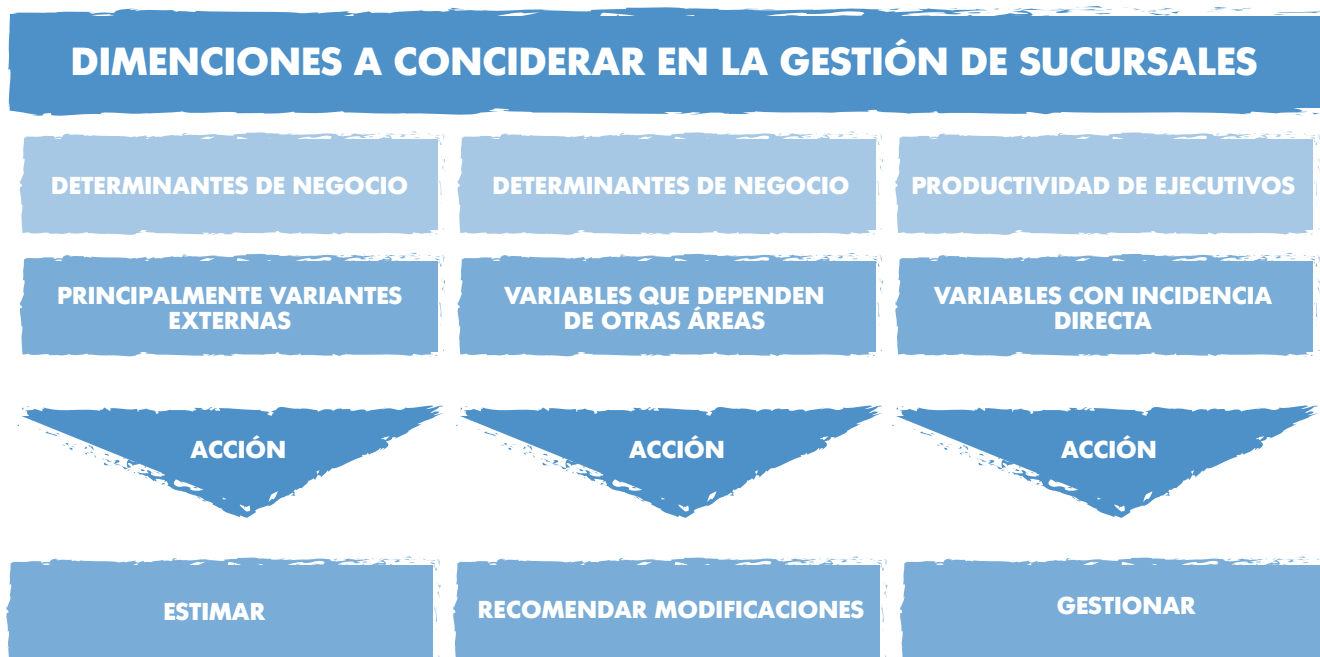 DIMENCIONES A CONCIDERAR EN LA GESTIÓN DE SUCURSALES
DETERMINANTES DE NEGOCIO
DETERMINANTES DE NEGOCIO
PRODUCTIVIDAD DE EJECUTIVOS
PRINCIPALMENTE VARIANTES
EXTERNAS
VARIABLES QUE DEPENDEN
DE OTRAS ÁREAS
VARIABLES CON INCIDENCIA
DIRECTA
ACCIÓN
ACCIÓN
ACCIÓN
ESTIMAR
RECOMENDAR MODIFICACIONES
GESTIONAR